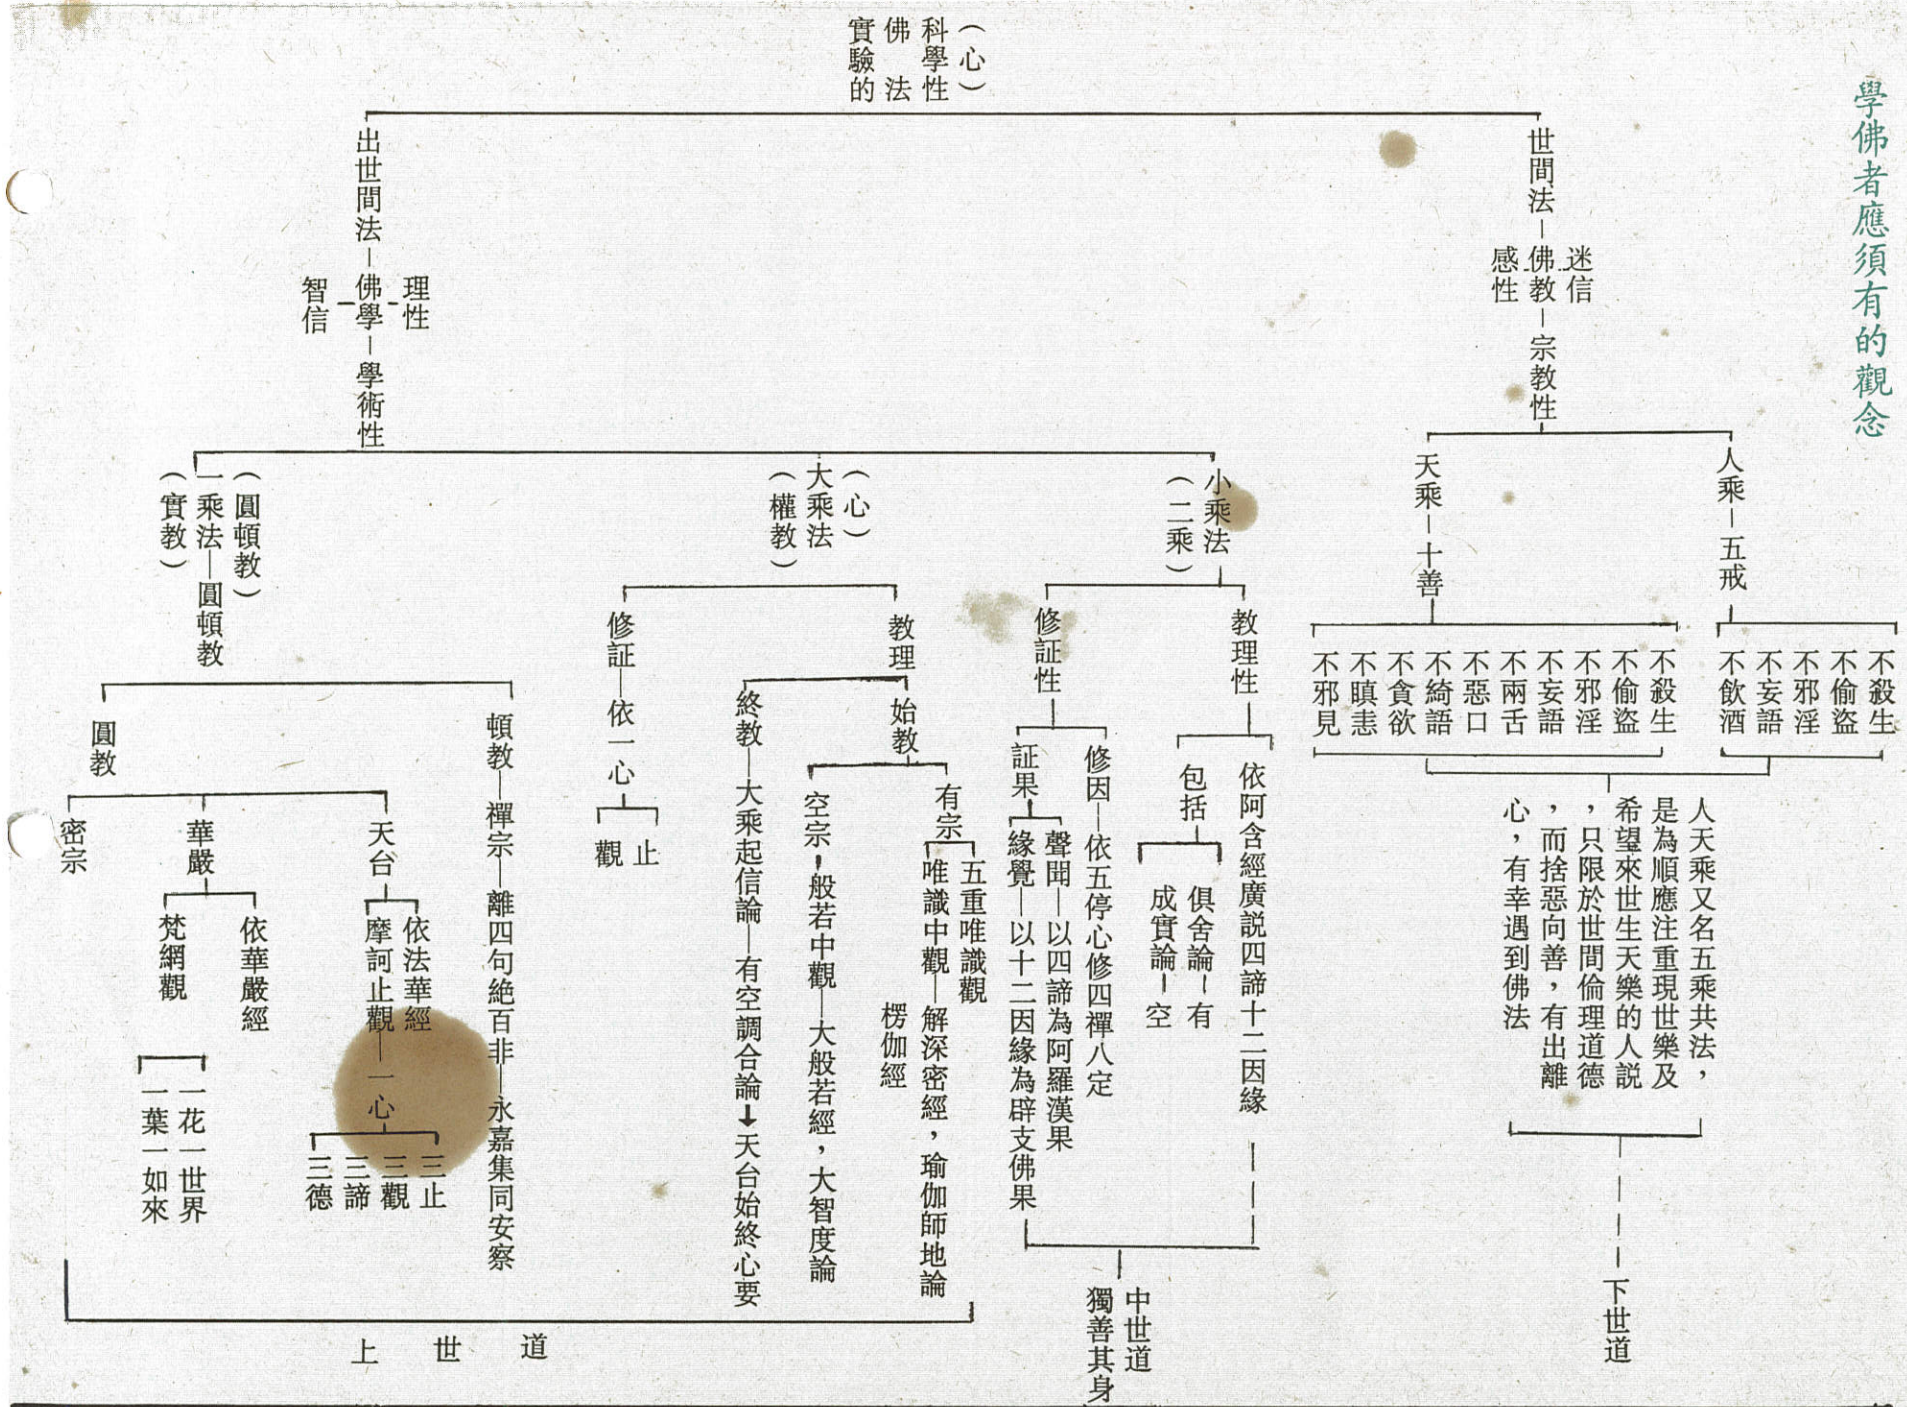 學佛者應須有的觀念
（心）
科學性
佛法
實驗的
世間法－佛教－宗教性
迷信
感性
人乘－五戒
不殺生
不偷盜
不邪淫
不妄語
不飲酒
天乘－十善
不殺生
不偷盜
不邪淫
不妄語
不兩舌
不惡口
不綺語
不貪欲
不瞋恚
不邪見
人天乘又名五乘共法，
是為順應注重現世樂及
希望來世生天樂的人説
，只限於世間倫理道德
，而捨惡向善，有出離
心，有幸遇到佛法
下世道
出世間法－佛學－學術性
理性
智信
小乘法
（二乘）
教理性
依阿含經廣説四諦十二因緣
包括
俱舍論－有
成實論－空
修証性
修因－依五停心修四禪八定
証果
聲聞－以四諦為阿羅漢果
緣覺－以十二因緣為辟支佛果
中世道
獨善其身
（心）
大乘法
（權教）
教理
始教
有宗
五重唯識觀
唯識中觀－解深密經，瑜伽師地論
楞伽經
空宗，般若中觀－大般若經，大智度論
終教－大乘起信論－有空調合論→天台始終心要
修証－依一心
止
觀
（圓頓教）
一乘法－圓頓教
（實教）
頓教－禪宗－離四句絶百非－永嘉集同安察
圓教
天台
依法華經
摩訶止觀－一心
三止
三觀
三諦
三德
華嚴
依華嚴經
梵網觀
一花一世界
一葉一如來
密宗
上世道